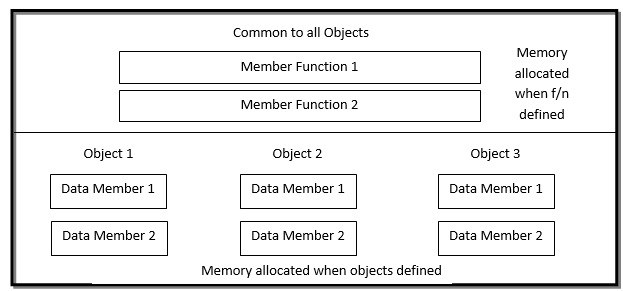 Common to all Objects
Member Function 1
Member Function 2
Memory
allocated
when f/n
defined
Object 1
Object 2
Object 3
Data Member 1
Data Member 1
Data Member 1
Data Member 2
Data Member 2
Data Member 2
Memory allocated when objects defined